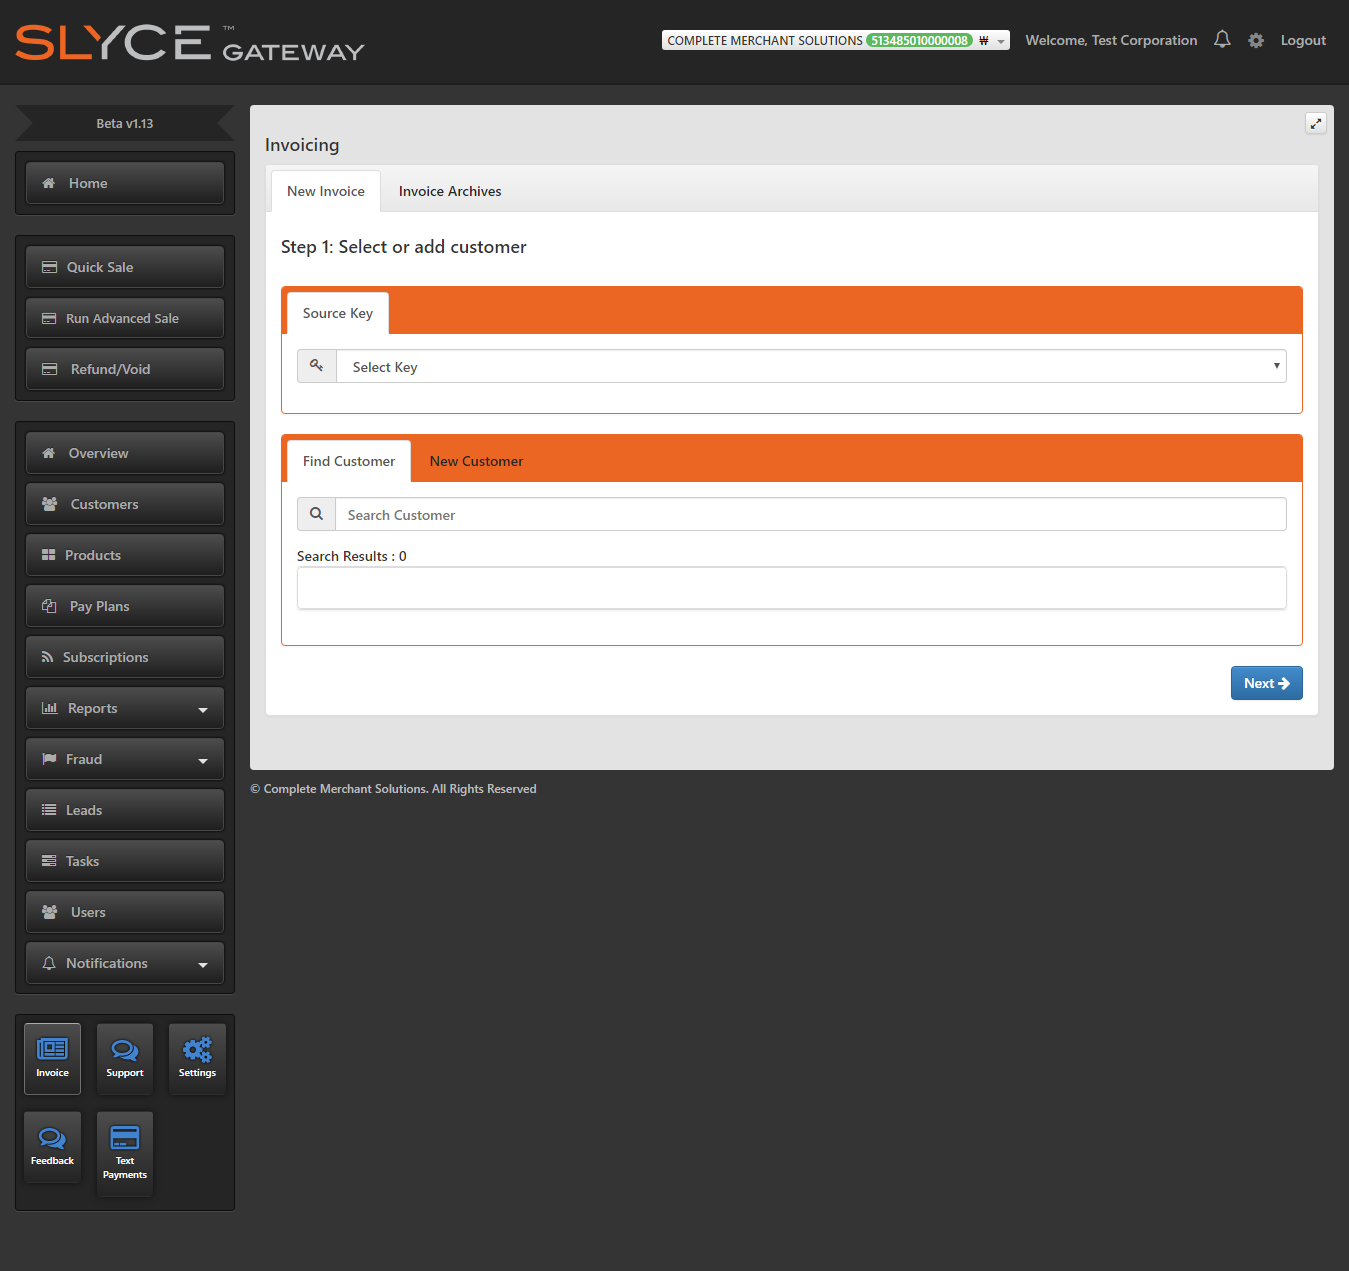 SLYCE ™ GATEWAY
COMPLETE MERCHANT SOLUTIONS 513485010000008 ₩
Welcome, Test Corporation
Logout
Beta v1.13
Home
Quick Sale
Run Advanced Sale
Refund/Void
Overview
Customers
Products
Pay Plans
Subscriptions
Reports
Fraud
Leads
Tasks
Users
Notifications
Invoice
Support
Settings
Feedback
Text
Payments
Invoicing
New Invoice
Invoice Archives
Step 1: Select or add customer
Source Key
Select Key
Find Customer
New Customer
Search Customer
Search Results : 0
Next
© Complete Merchant Solutions. All Rights Reserved